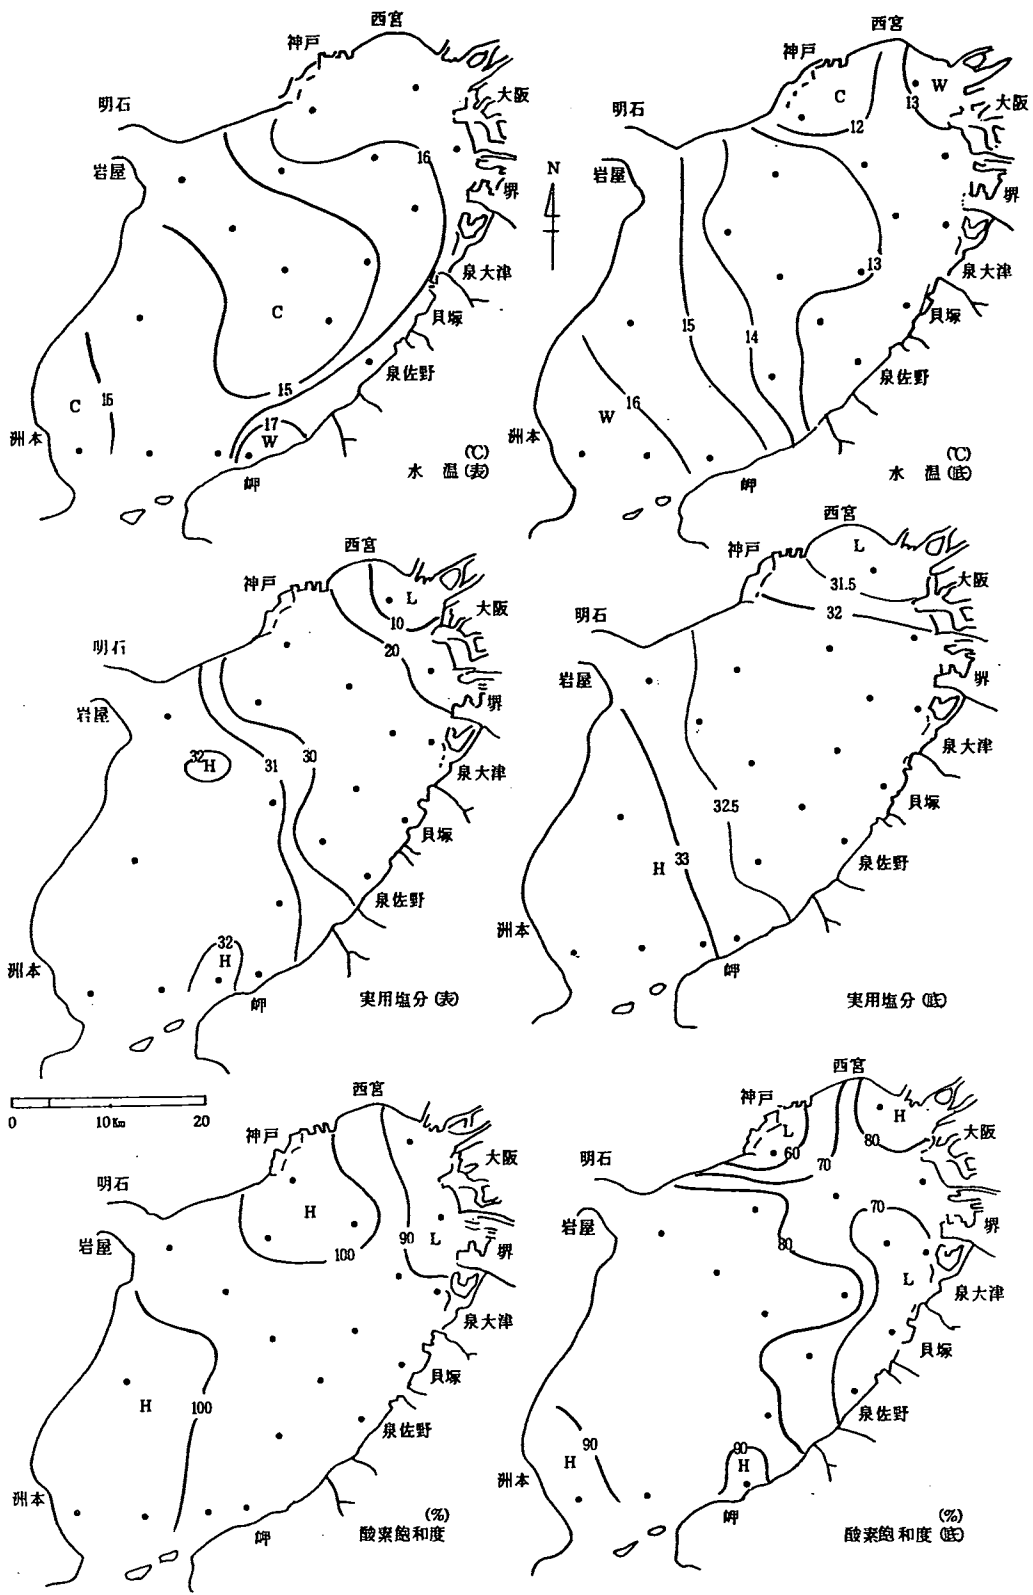 西宮
神戸
明石
大阪
岩屋
堺
泉大津
貝塚
泉佐野
洲本
岬
16
C
15
C
15
17
W
(℃)
水 温(表)
N
西宮
神戸
明石
大阪
岩屋
堺
泉大津
貝塚
泉佐野
洲本
岬
C
W
13
12
13
15
14
16
W
(℃)
水 温(底)
西宮
神戸
明石
大阪
岩屋
堺
泉大津
貝塚
泉佐野
洲本
岬
L
10
20
32
H
31
30
32
H
実用塩分(表)
西宮
神戸
明石
大阪
岩屋
堺
泉大津
貝塚
泉佐野
洲本
岬
L
31.5
32
32.5
H 33
実用塩分(底)
0 10Km 20
西宮
神戸
明石
大阪
岩屋
堺
泉大津
貝塚
泉佐野
洲本
岬
H
100
90
L
H
100
(%)
酸素飽和度
西宮
神戸
明石
大阪
岩屋
堺
泉大津
貝塚
泉佐野
洲本
岬
L
60
H
80
70
70
80
L
90
H
90
H
(%)
酸素飽和度(底)